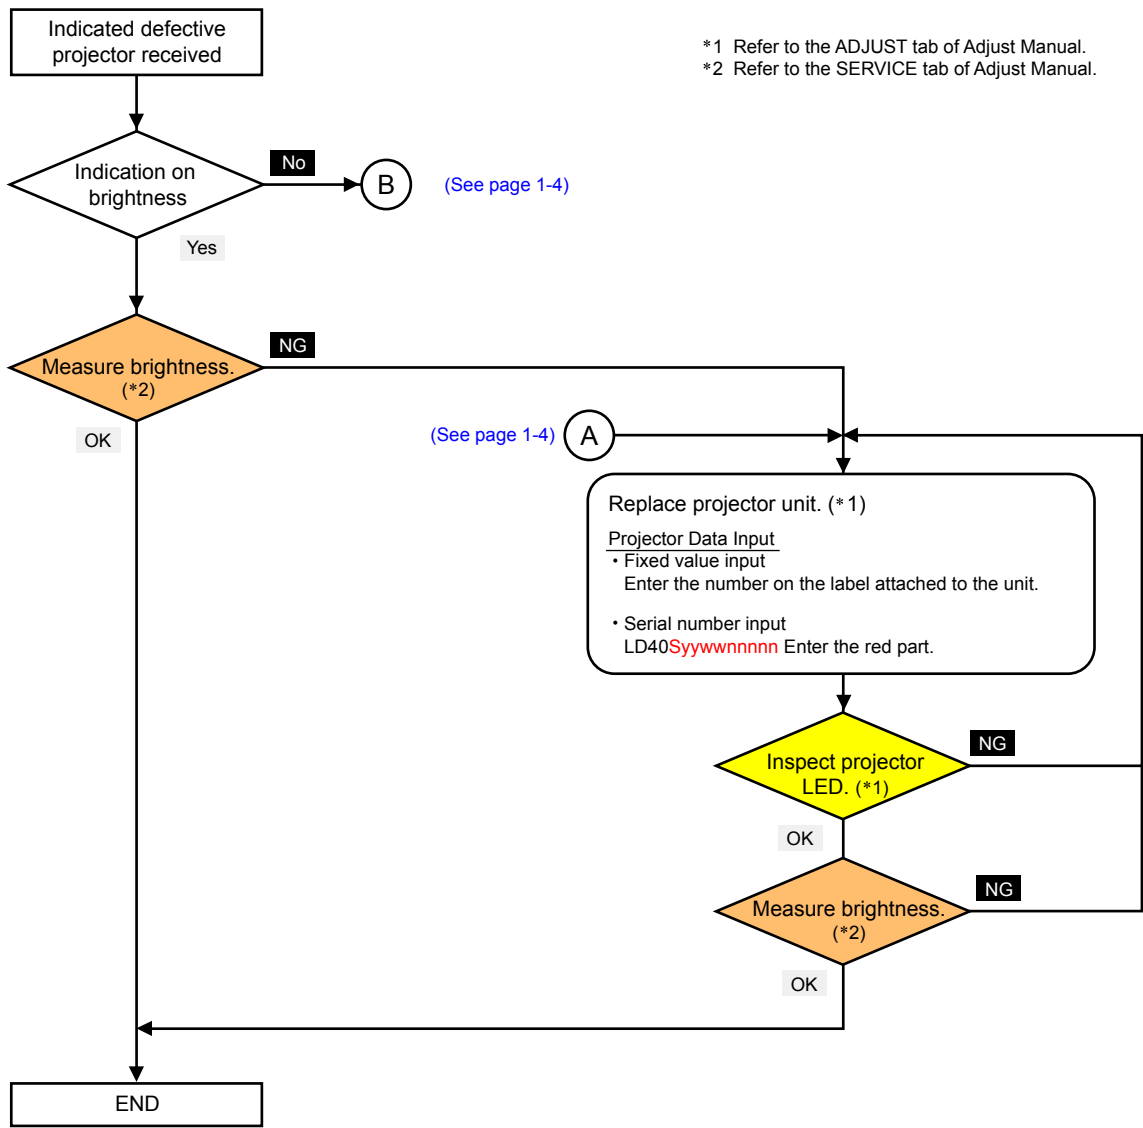 Indicated defective
projector received
*1 Refer to the ADJUST tab of Adjust Manual.
*2 Refer to the SERVICE tab of Adjust Manual.
Indication on
brightness
No
B
(See page 1-4)
Yes
Measure brightness.
(*2)
NG
OK
(See page 1-4)
A
Replace projector unit. (*1)
Projector Data Input
・Fixed value input
Enter the number on the label attached to the unit.
・Serial number input
LD40Syywwnnnnn Enter the red part.
Inspect projector
LED. (*1)
NG
OK
Measure brightness.
(*2)
NG
OK
END